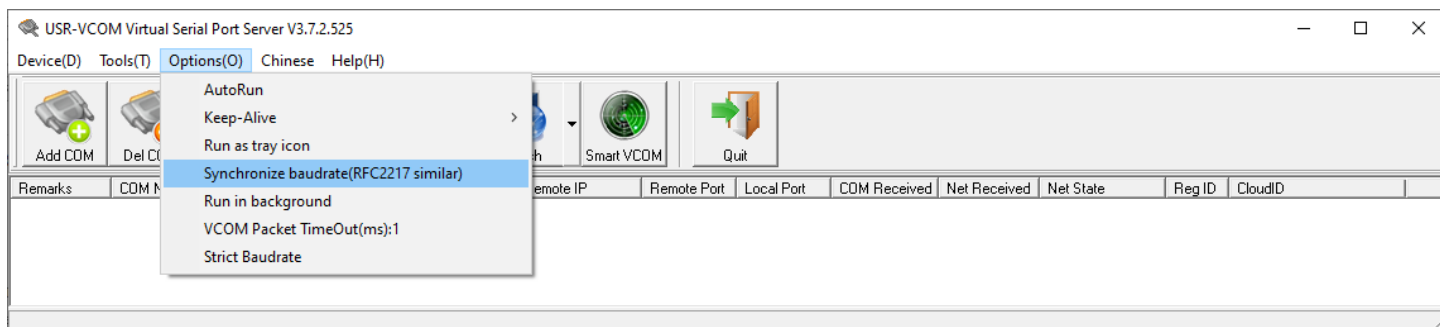 USR-VCOM Virtual Serial Port Server V3.7.2.525
Device(D) Tools(T) Options(O) Chinese Help(H)
AutoRun
Keep-Alive
Run as tray icon
Synchronize baudrate(RFC2217 similar)
Run in background
VCOM Packet TimeOut(ms):1
Strict Baudrate
Add COM Del Smart VCOM Quit
Remarks COM Remote Port Local Port COM Received Net Received Net State Reg ID CloudID